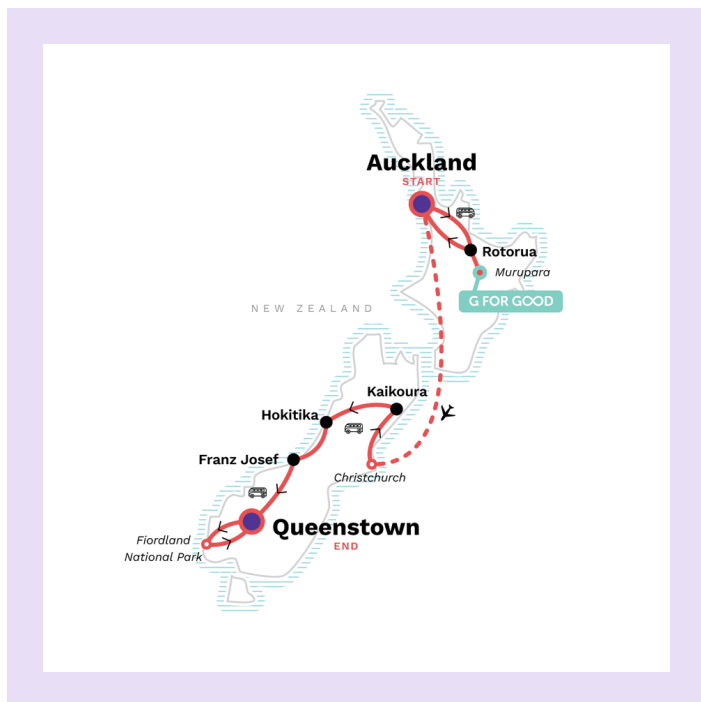 Auckland
START
Rotorua
Murupara
G FOR GOOD
NEW ZEALAND
Kaikoura
Hokitika
Franz Josef
Christchurch
Queenstown
END
Fiordland
National Park